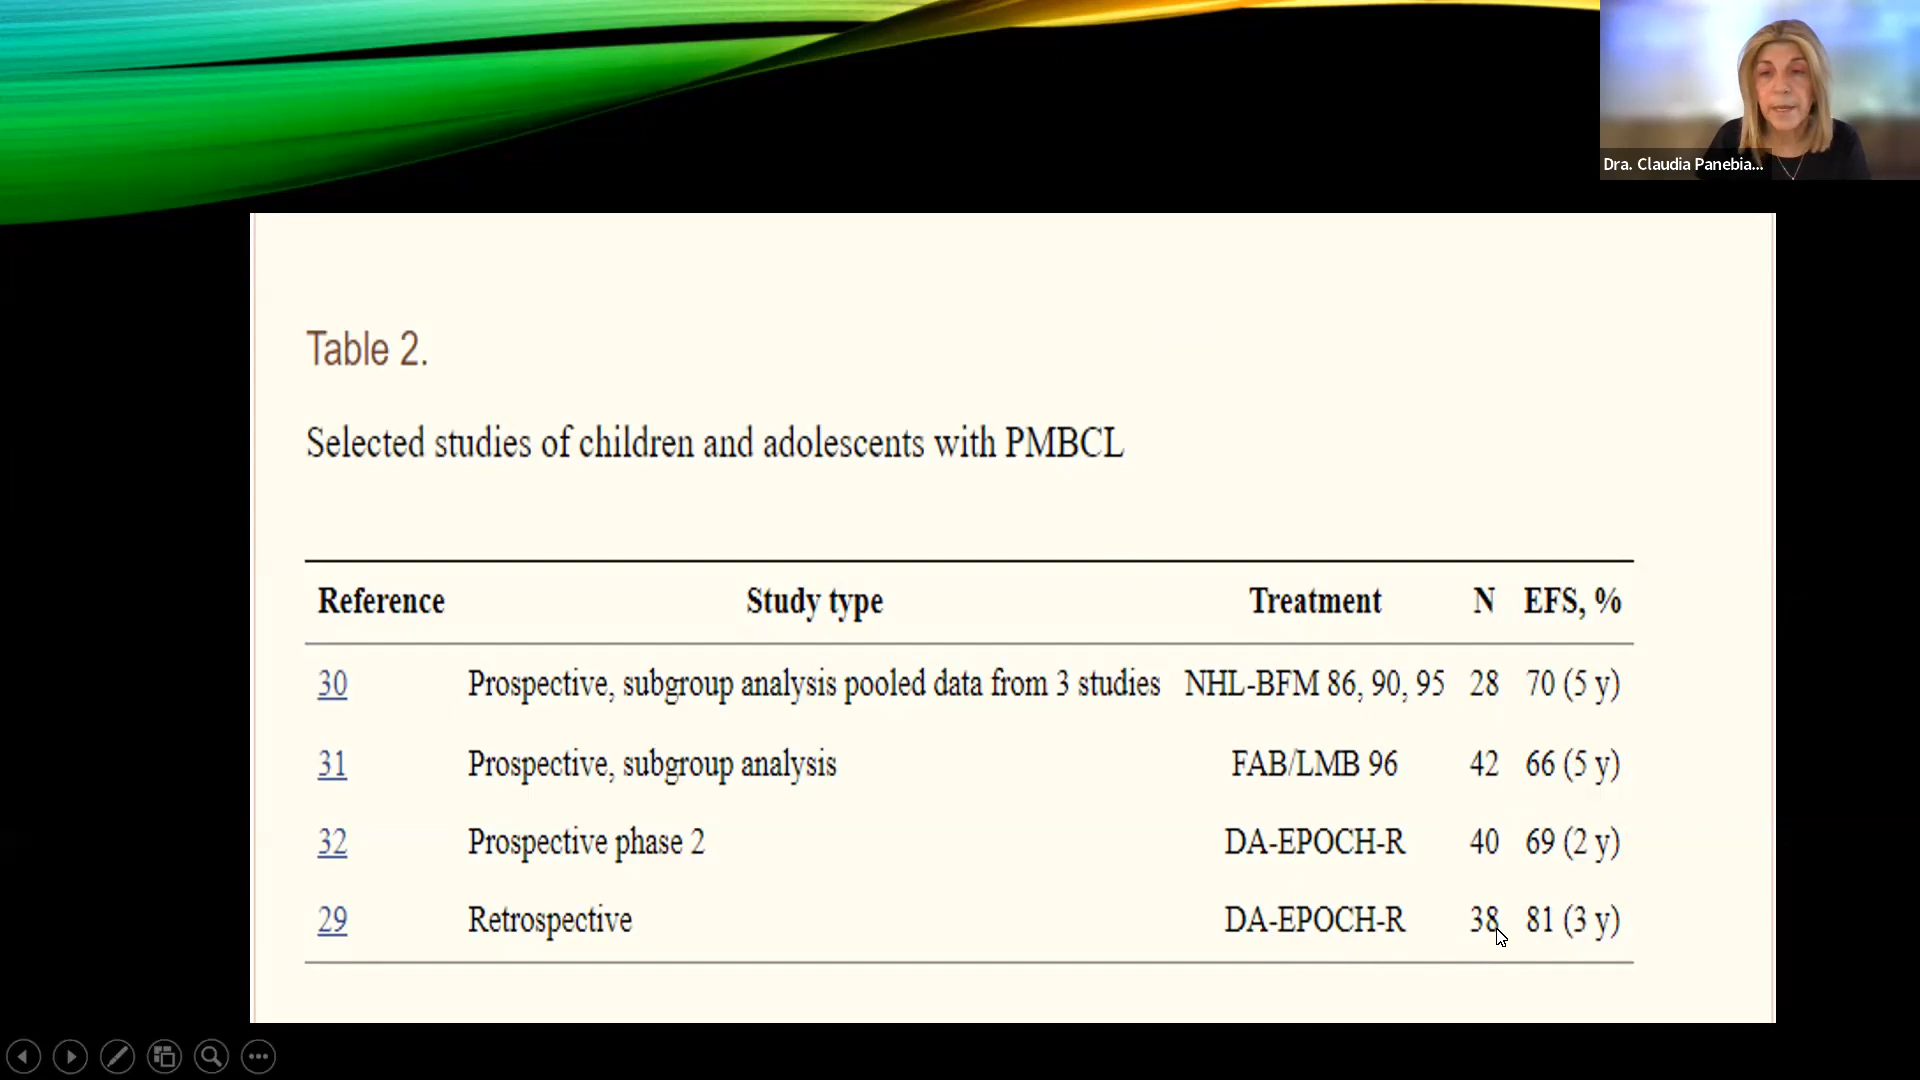 Dra. Claudia Panebia...
Table 2.
Selected studies of children and adolescents with PMBCL
Reference Study type Treatment N EFS, %
30 Prospective, subgroup analysis pooled data from 3 studies NHL-BFM 86, 90, 95 28 70 (5 y)
31 Prospective, subgroup analysis FAB/LMB 96 42 66 (5 y)
32 Prospective phase 2 DA-EPOCH-R 40 69 (2 y)
29 Retrospective DA-EPOCH-R 38 81 (3 y)